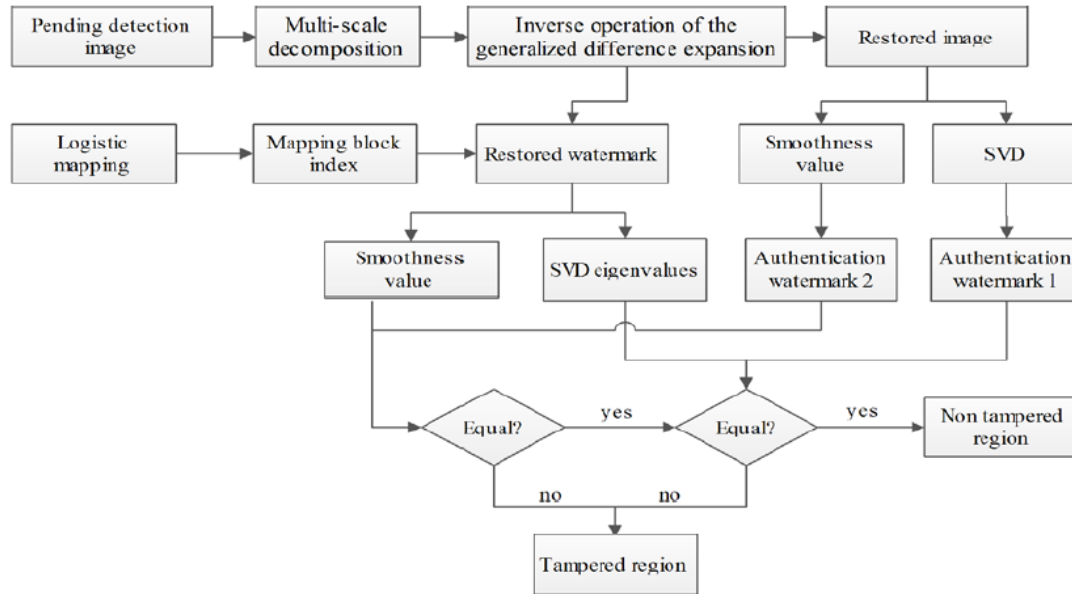 Pending detection
image
Multi-scale
decomposition
Inverse operation of the
generalized difference expansion
Restored image
Logistic
mapping
Mapping block
index
Restored watermark
Smoothness
value
SVD
Smoothness
value
SVD eigenvalues
Authentication
watermark 2
Authentication
watermark 1
Equal?
yes
Equal?
yes
Non tampered
region
no
no
Tampered region